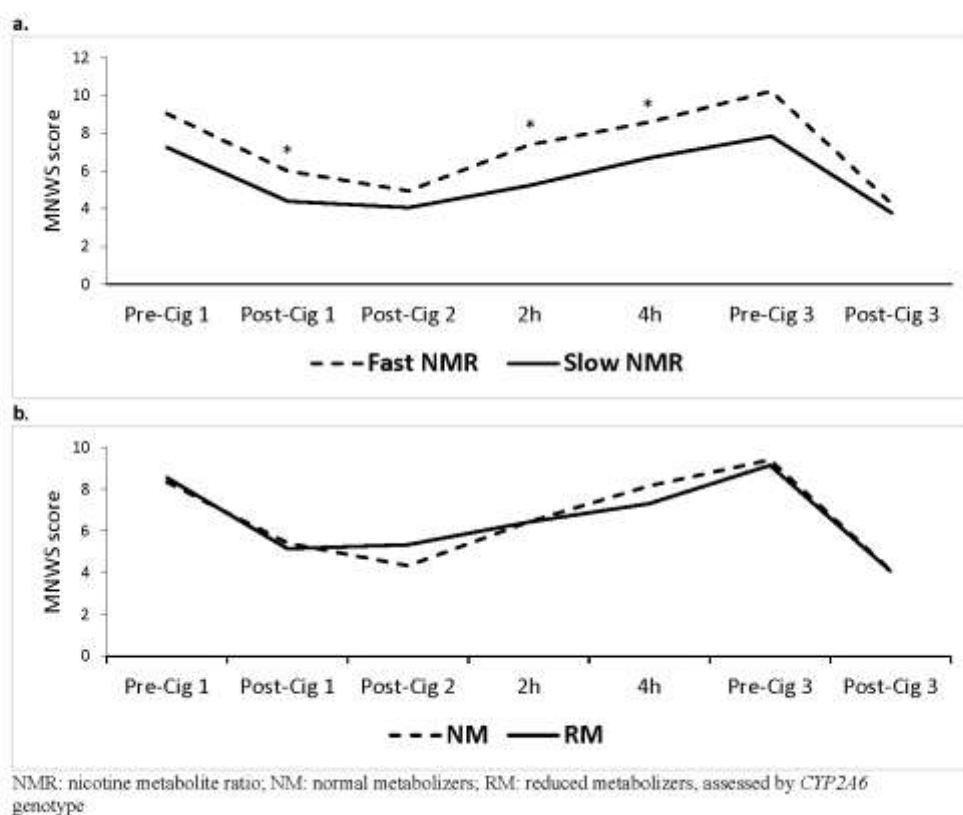 a.
12
10
8
6
4
2
0
MNWS score
*
*
*
Pre-Cig 1 Post-Cig 1 Post-Cig 2 2h 4h Pre-Cig 3 Post-Cig 3
Fast NMR Slow NMR
b.
10
8
6
4
2
0
MNWS score
Pre-Cig 1 Post-Cig 1 Post-Cig 2 2h 4h Pre-Cig 3 Post-Cig 3
NM RM
NMR: nicotine metabolite ratio; NM: normal metabolizers; RM: reduced metabolizers, assessed by CYP2A6
genotype